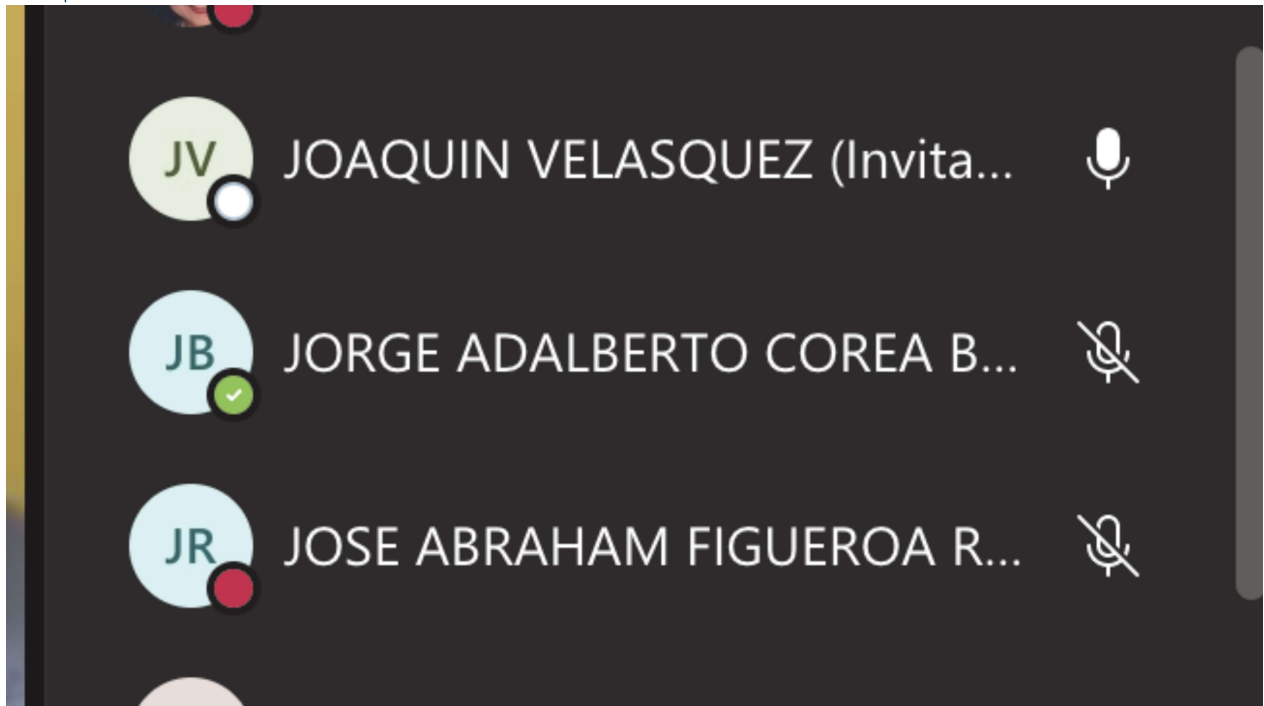 JV JOAQUIN VELASQUEZ (Invita...
JB JORGE ADALBERTO COREA B...
JR JOSE ABRAHAM FIGUEROA R...